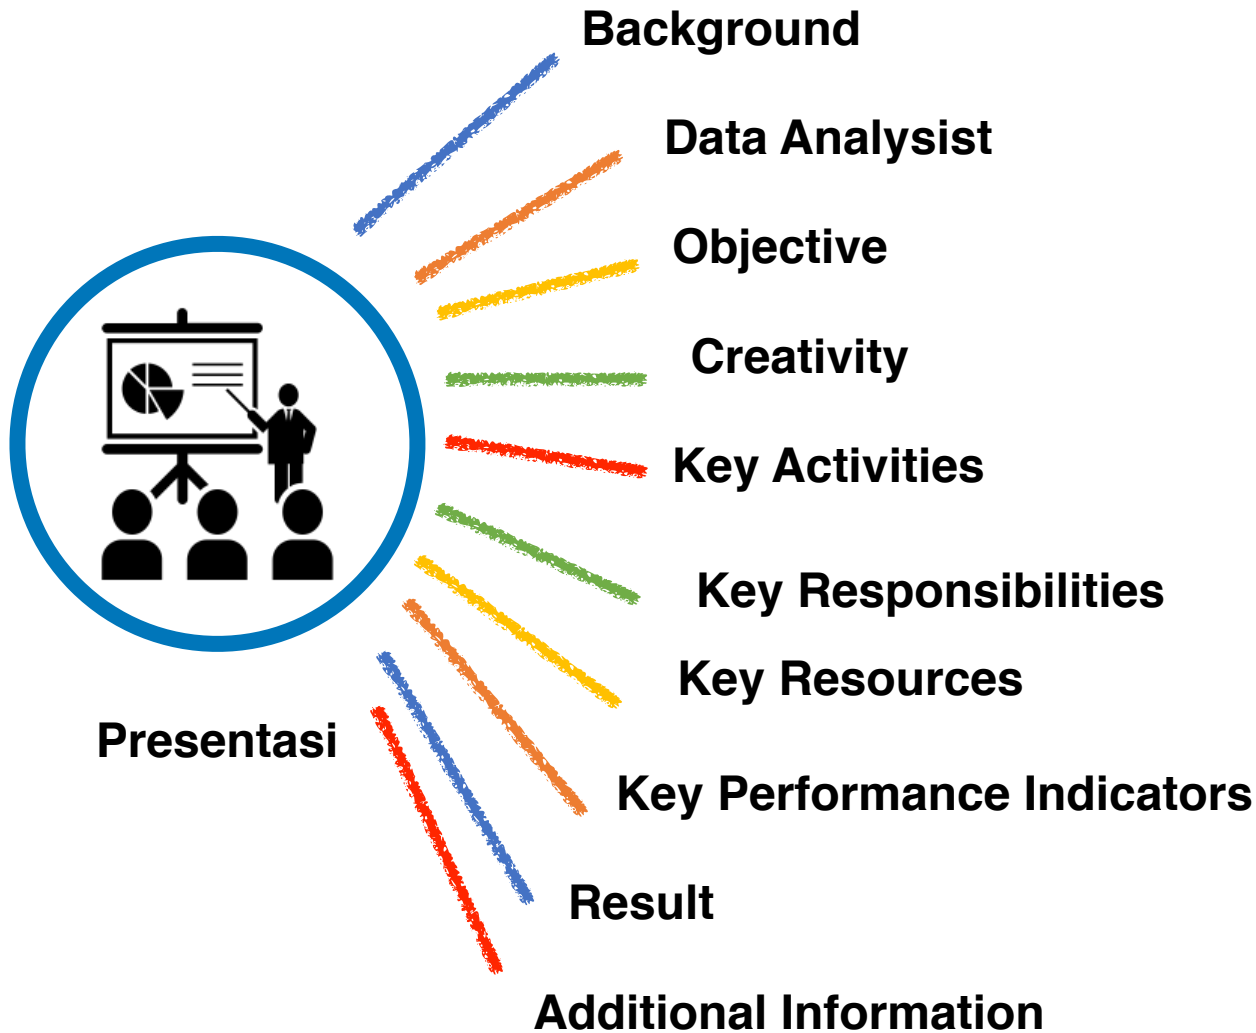 Background
Data Analysist
Objective
Creativity
Key Activities
Key Responsibilities
Key Resources
Presentasi
Key Performance Indicators
Result
Additional Information